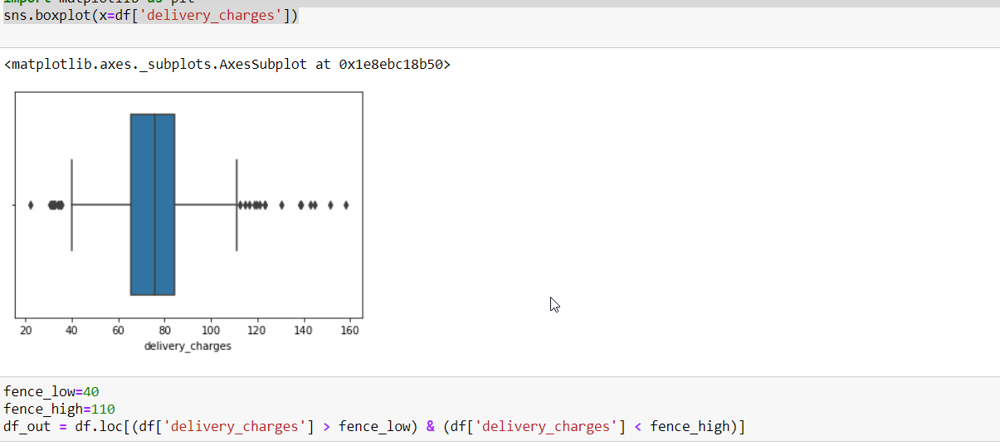 import matplotlib as plt
sns.boxplot(x=df['delivery_charges'])
<matplotlib.axes._subplots.AxesSubplot at 0x1e8ebc18b50>
20 40 60 80 100 120 140 160
delivery_charges
fence_low=40
fence_high=110
df_out = df.loc[(df['delivery_charges'] > fence_low) & (df['delivery_charges'] < fence_high)]